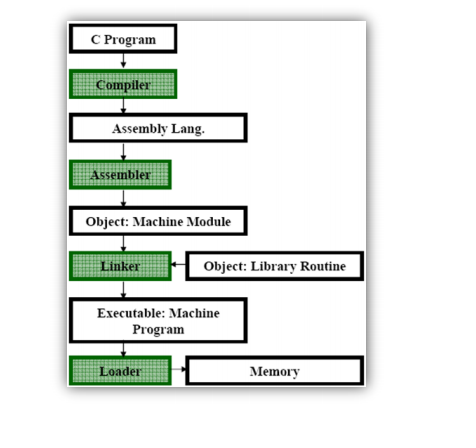 C Program
Compiler
Assembly Lang.
Assembler
Object: Machine Module
Linker
Object: Library Routine
Executable: Machine
Program
Loader
Memory